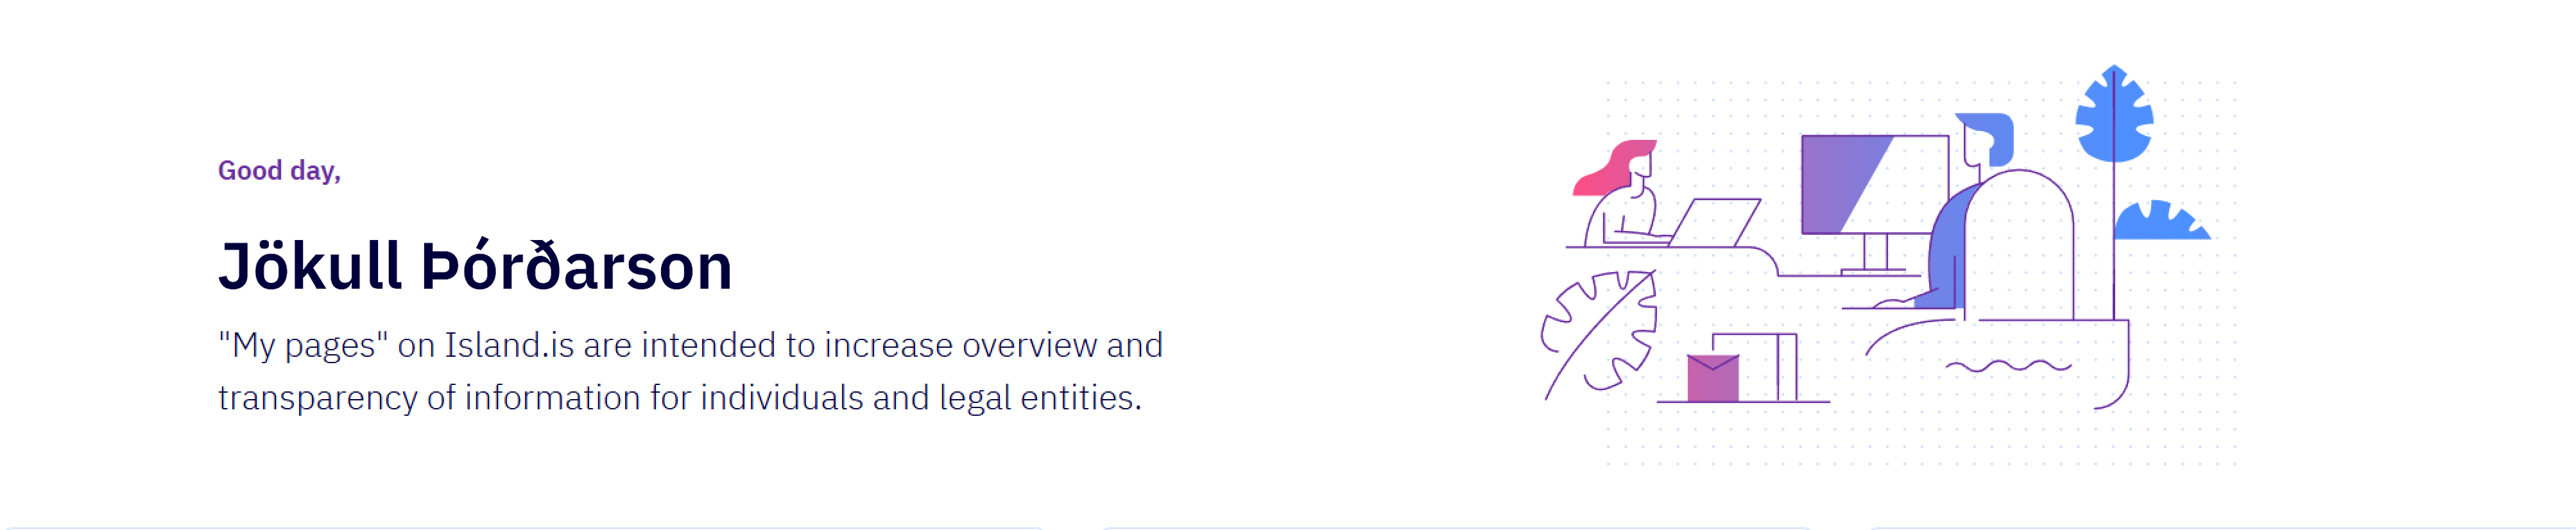 Good day,
Jökull Þórðarson
"My pages" on Island.is are intended to increase overview and
transparency of information for individuals and legal entities.